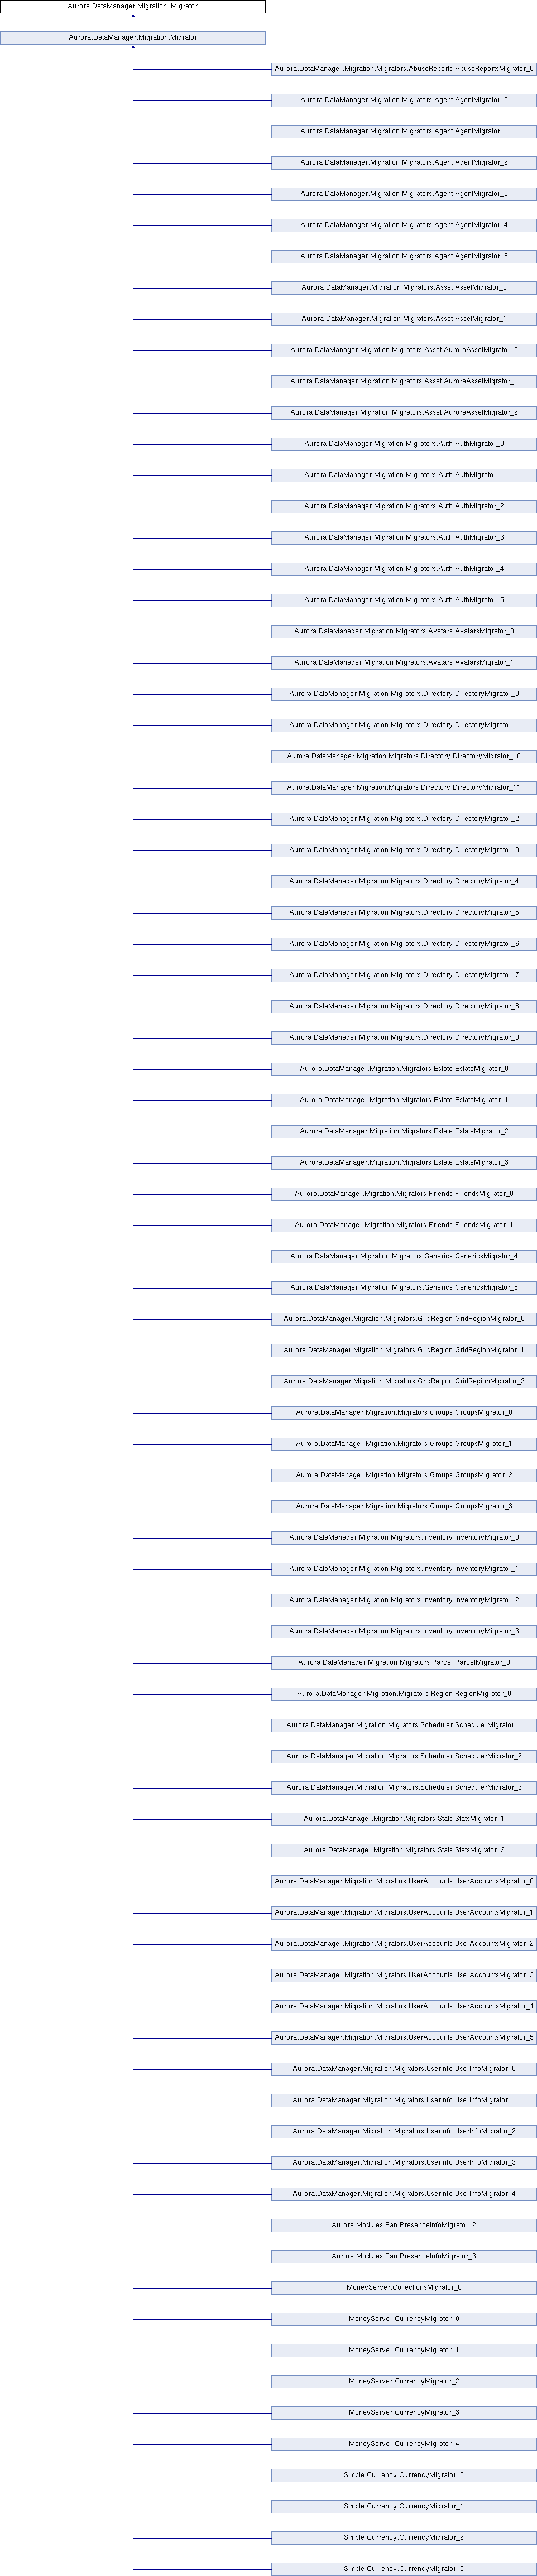 Aurora.DataManager.Migration.IMigrator
Aurora.DataManager.Migration.Migrator
Aurora.DataManager.Migration.Migrators.AbuseReports.AbuseReportsMigrator_0
Aurora.DataManager.Migration.Migrators.Agent.AgentMigrator_0
Aurora.DataManager.Migration.Migrators.Agent.AgentMigrator_1
Aurora.DataManager.Migration.Migrators.Agent.AgentMigrator_2
Aurora.DataManager.Migration.Migrators.Agent.AgentMigrator_3
Aurora.DataManager.Migration.Migrators.Agent.AgentMigrator_4
Aurora.DataManager.Migration.Migrators.Agent.AgentMigrator_5
Aurora.DataManager.Migration.Migrators.Asset.AssetMigrator_0
Aurora.DataManager.Migration.Migrators.Asset.AssetMigrator_1
Aurora.DataManager.Migration.Migrators.Asset.AuroraAssetMigrator_0
Aurora.DataManager.Migration.Migrators.Asset.AuroraAssetMigrator_1
Aurora.DataManager.Migration.Migrators.Asset.AuroraAssetMigrator_2
Aurora.DataManager.Migration.Migrators.Auth.AuthMigrator_0
Aurora.DataManager.Migration.Migrators.Auth.AuthMigrator_1
Aurora.DataManager.Migration.Migrators.Auth.AuthMigrator_2
Aurora.DataManager.Migration.Migrators.Auth.AuthMigrator_3
Aurora.DataManager.Migration.Migrators.Auth.AuthMigrator_4
Aurora.DataManager.Migration.Migrators.Auth.AuthMigrator_5
Aurora.DataManager.Migration.Migrators.Avatars.AvatarsMigrator_0
Aurora.DataManager.Migration.Migrators.Avatars.AvatarsMigrator_1
Aurora.DataManager.Migration.Migrators.Directory.DirectoryMigrator_0
Aurora.DataManager.Migration.Migrators.Directory.DirectoryMigrator_1
Aurora.DataManager.Migration.Migrators.Directory.DirectoryMigrator_10
Aurora.DataManager.Migration.Migrators.Directory.DirectoryMigrator_11
Aurora.DataManager.Migration.Migrators.Directory.DirectoryMigrator_2
Aurora.DataManager.Migration.Migrators.Directory.DirectoryMigrator_3
Aurora.DataManager.Migration.Migrators.Directory.DirectoryMigrator_4
Aurora.DataManager.Migration.Migrators.Directory.DirectoryMigrator_5
Aurora.DataManager.Migration.Migrators.Directory.DirectoryMigrator_6
Aurora.DataManager.Migration.Migrators.Directory.DirectoryMigrator_7
Aurora.DataManager.Migration.Migrators.Directory.DirectoryMigrator_8
Aurora.DataManager.Migration.Migrators.Directory.DirectoryMigrator_9
Aurora.DataManager.Migration.Migrators.Estate.EstateMigrator_0
Aurora.DataManager.Migration.Migrators.Estate.EstateMigrator_1
Aurora.DataManager.Migration.Migrators.Estate.EstateMigrator_2
Aurora.DataManager.Migration.Migrators.Estate.EstateMigrator_3
Aurora.DataManager.Migration.Migrators.Friends.FriendsMigrator_0
Aurora.DataManager.Migration.Migrators.Friends.FriendsMigrator_1
Aurora.DataManager.Migration.Migrators.Generics.GenericsMigrator_4
Aurora.DataManager.Migration.Migrators.Generics.GenericsMigrator_5
Aurora.DataManager.Migration.Migrators.GridRegion.GridRegionMigrator_0
Aurora.DataManager.Migration.Migrators.GridRegion.GridRegionMigrator_1
Aurora.DataManager.Migration.Migrators.GridRegion.GridRegionMigrator_2
Aurora.DataManager.Migration.Migrators.Groups.GroupsMigrator_0
Aurora.DataManager.Migration.Migrators.Groups.GroupsMigrator_1
Aurora.DataManager.Migration.Migrators.Groups.GroupsMigrator_2
Aurora.DataManager.Migration.Migrators.Groups.GroupsMigrator_3
Aurora.DataManager.Migration.Migrators.Inventory.InventoryMigrator_0
Aurora.DataManager.Migration.Migrators.Inventory.InventoryMigrator_1
Aurora.DataManager.Migration.Migrators.Inventory.InventoryMigrator_2
Aurora.DataManager.Migration.Migrators.Inventory.InventoryMigrator_3
Aurora.DataManager.Migration.Migrators.Parcel.ParcelMigrator_0
Aurora.DataManager.Migration.Migrators.Region.RegionMigrator_0
Aurora.DataManager.Migration.Migrators.Scheduler.SchedulerMigrator_1
Aurora.DataManager.Migration.Migrators.Scheduler.SchedulerMigrator_2
Aurora.DataManager.Migration.Migrators.Scheduler.SchedulerMigrator_3
Aurora.DataManager.Migration.Migrators.Stats.StatsMigrator_1
Aurora.DataManager.Migration.Migrators.Stats.StatsMigrator_2
Aurora.DataManager.Migration.Migrators.UserAccounts.UserAccountsMigrator_0
Aurora.DataManager.Migration.Migrators.UserAccounts.UserAccountsMigrator_1
Aurora.DataManager.Migration.Migrators.UserAccounts.UserAccountsMigrator_2
Aurora.DataManager.Migration.Migrators.UserAccounts.UserAccountsMigrator_3
Aurora.DataManager.Migration.Migrators.UserAccounts.UserAccountsMigrator_4
Aurora.DataManager.Migration.Migrators.UserAccounts.UserAccountsMigrator_5
Aurora.DataManager.Migration.Migrators.UserInfo.UserInfoMigrator_0
Aurora.DataManager.Migration.Migrators.UserInfo.UserInfoMigrator_1
Aurora.DataManager.Migration.Migrators.UserInfo.UserInfoMigrator_2
Aurora.DataManager.Migration.Migrators.UserInfo.UserInfoMigrator_3
Aurora.DataManager.Migration.Migrators.UserInfo.UserInfoMigrator_4
Aurora.Modules.Ban.PresenceInfoMigrator_2
Aurora.Modules.Ban.PresenceInfoMigrator_3
MoneyServer.CollectionsMigrator_0
MoneyServer.CurrencyMigrator_0
MoneyServer.CurrencyMigrator_1
MoneyServer.CurrencyMigrator_2
MoneyServer.CurrencyMigrator_3
MoneyServer.CurrencyMigrator_4
Simple.Currency.CurrencyMigrator_0
Simple.Currency.CurrencyMigrator_1
Simple.Currency.CurrencyMigrator_2
Simple.Currency.CurrencyMigrator_3